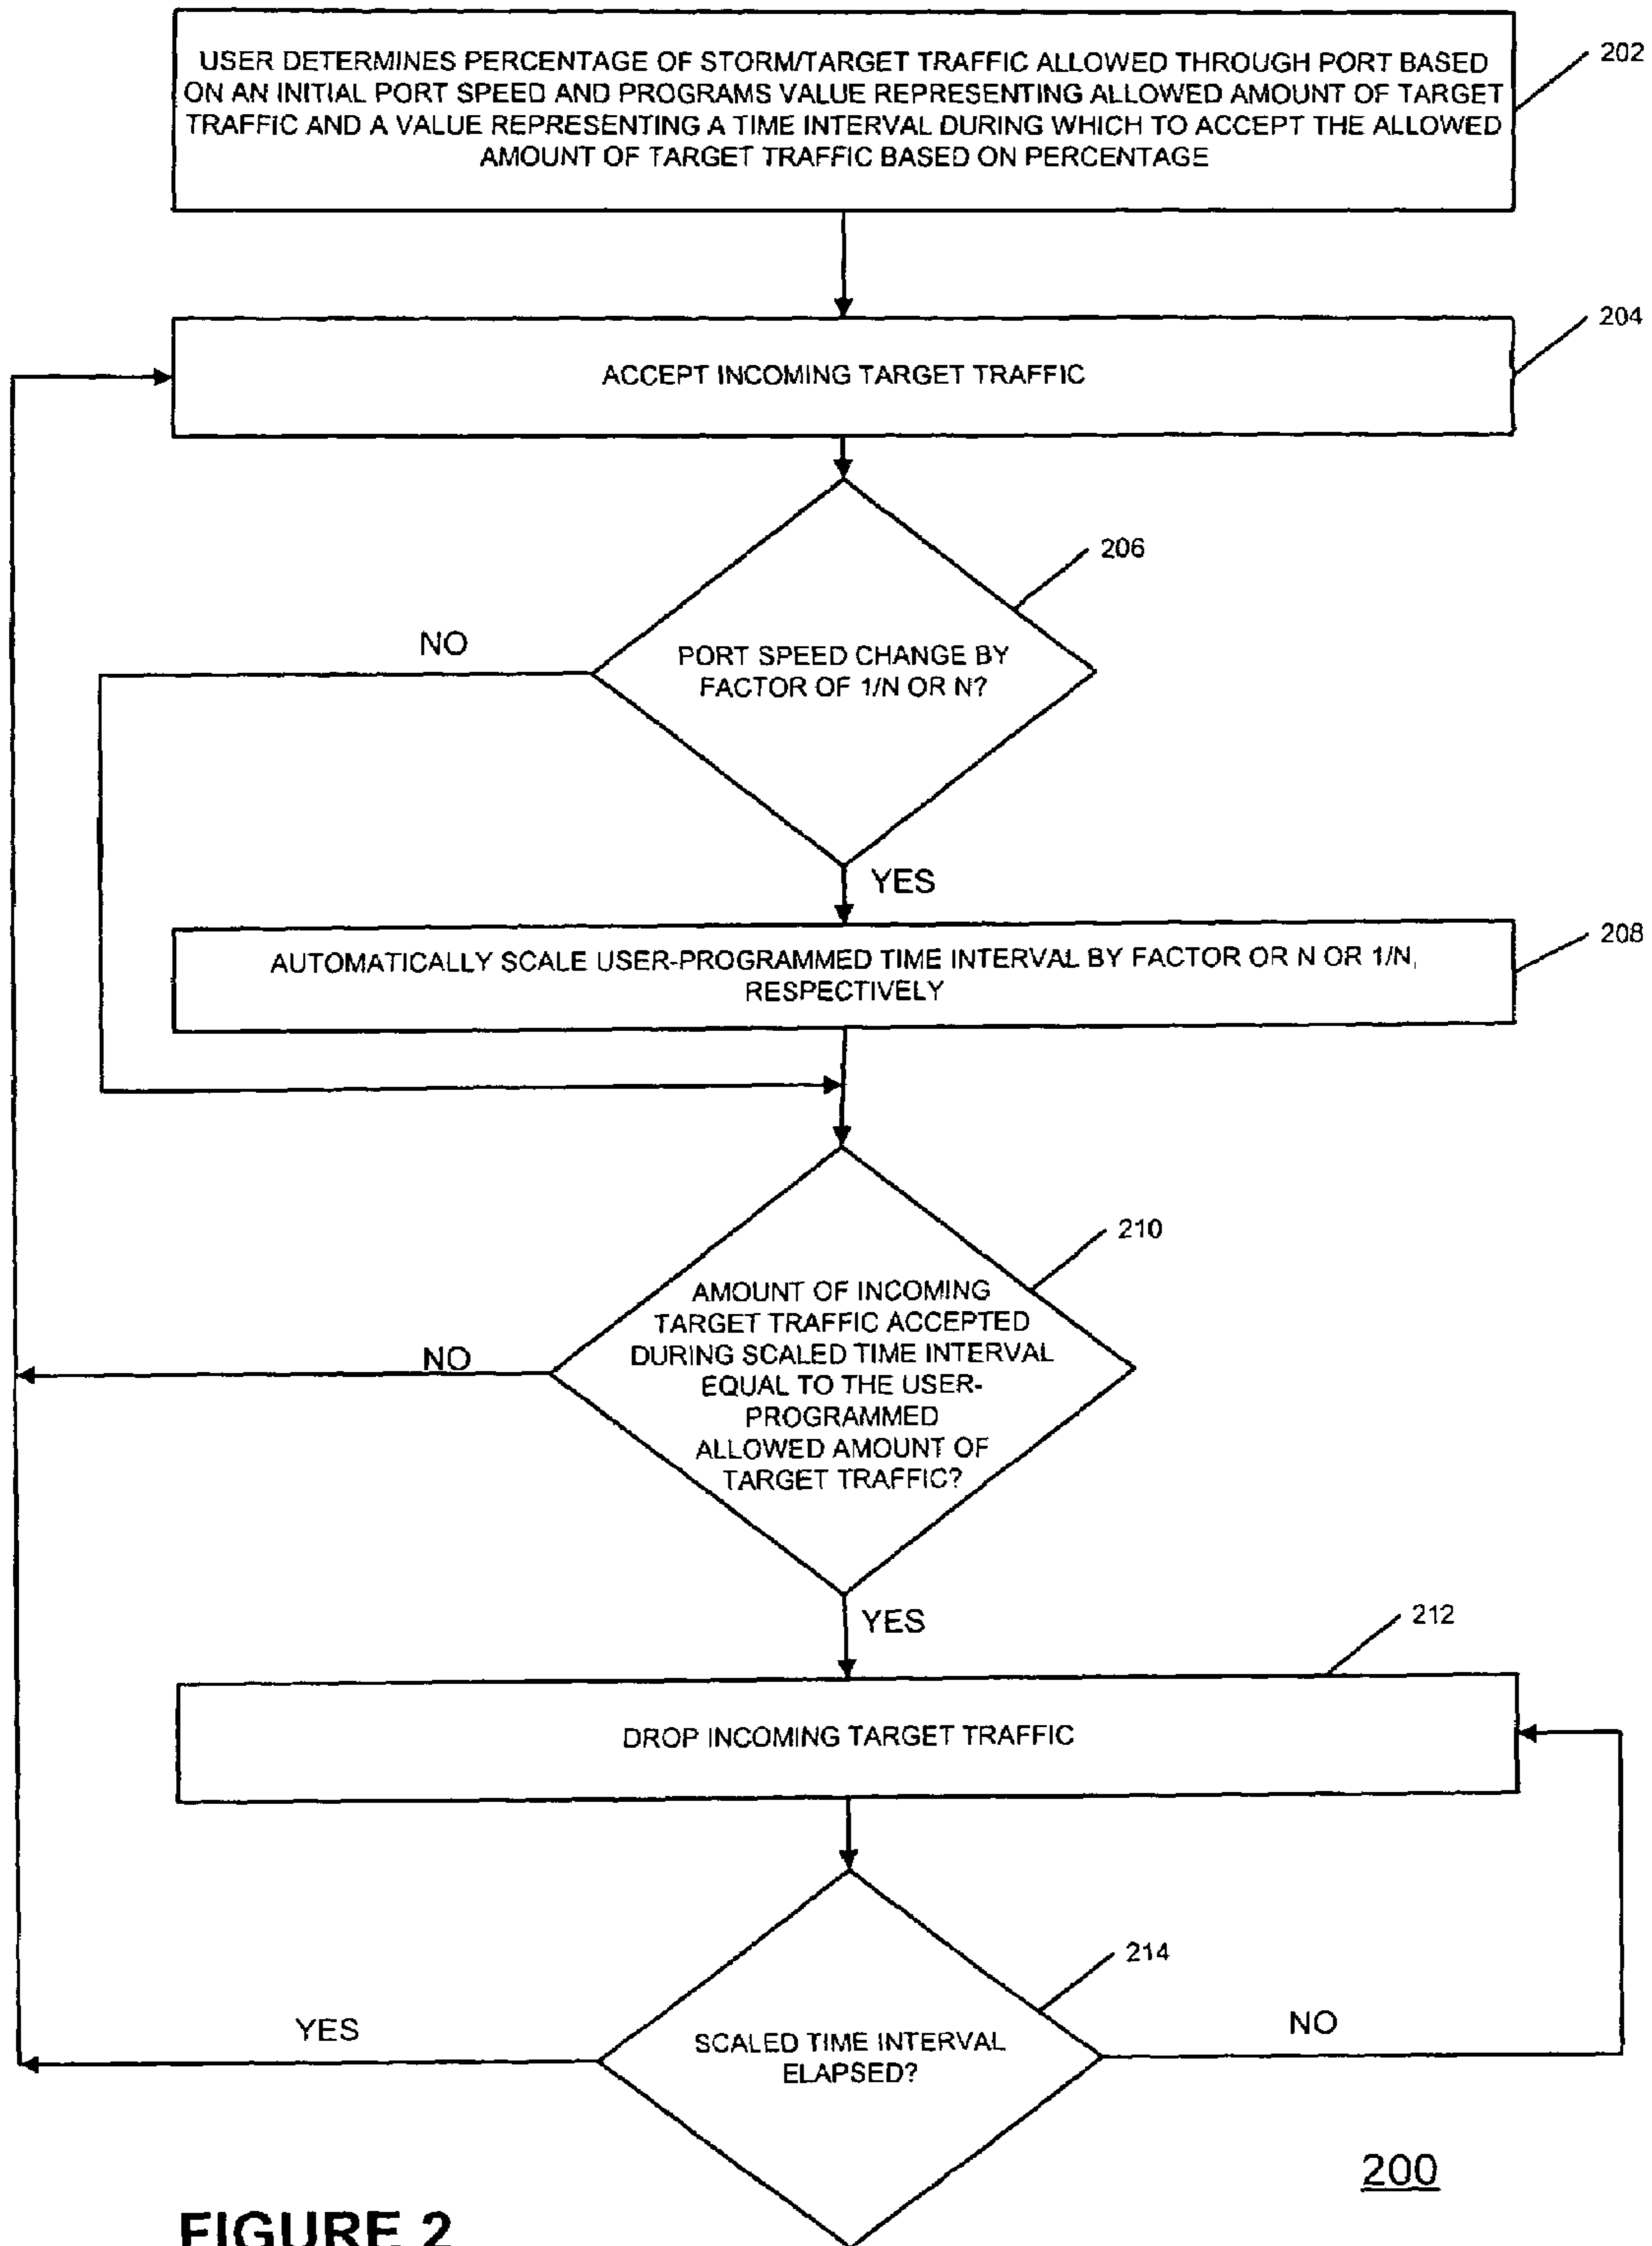 USER DETERMINES PERCENTAGE OF STORM/TARGET TRAFFIC ALLOWED THROUGH PORT BASED
ON AN INITIAL PORT SPEED AND PROGRAMS VALUE REPRESENTING ALLOWED AMOUNT OF TARGET
TRAFFIC AND A VALUE REPRESENTING A TIME INTERVAL DURING WHICH TO ACCEPT THE ALLOWED
AMOUNT OF TARGET TRAFFIC BASED ON PERCENTAGE
202
204
ACCEPT INCOMING TARGET TRAFFIC
206
NO
PORT SPEED CHANGE BY
FACTOR OF 1/N OR N?
YES
208
AUTOMATICALLY SCALE USER-PROGRAMMED TIME INTERVAL BY FACTOR OR N OR 1/N,
RESPECTIVELY
210
AMOUNT OF INCOMING
TARGET TRAFFIC ACCEPTED
DURING SCALED TIME INTERVAL
EQUAL TO THE USER-
PROGRAMMED
ALLOWED AMOUNT OF
TARGET TRAFFIC?
NO
YES
212
DROP INCOMING TARGET TRAFFIC
214
YES
NO
SCALED TIME INTERVAL
ELAPSED?
200
FIGURE 2